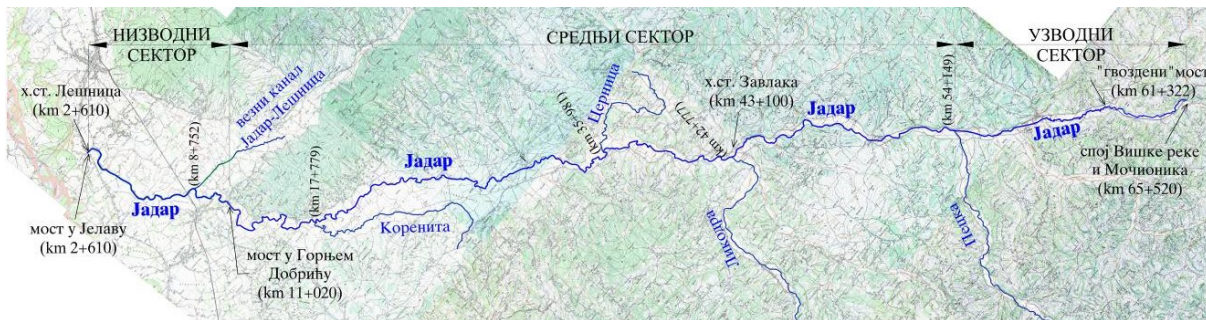 НИЗВОДНИ
СЕКТОР
СРЕДЊИ СЕКТОР
УЗВОДНИ
СЕКТОР
х.ст. Лешница
(km 2+610)
везни канал
Јадар-Лешница
(km 8+752)
(km 17+779)
Церница
(km 35+981)
(km 42+777)
х.ст. Завлака
(km 43+100)
(km 54+149)
"гвоздени" мост
(km 61+322)
Јадар
Јадар
Јадар
Јадар
мост у Јелаву
(km 2+610)
мост у Горњем
Добрићу
(km 11+020)
Коренита
Ликодра
Пецка
спој Вишке реке
и Мочионика
(km 65+520)